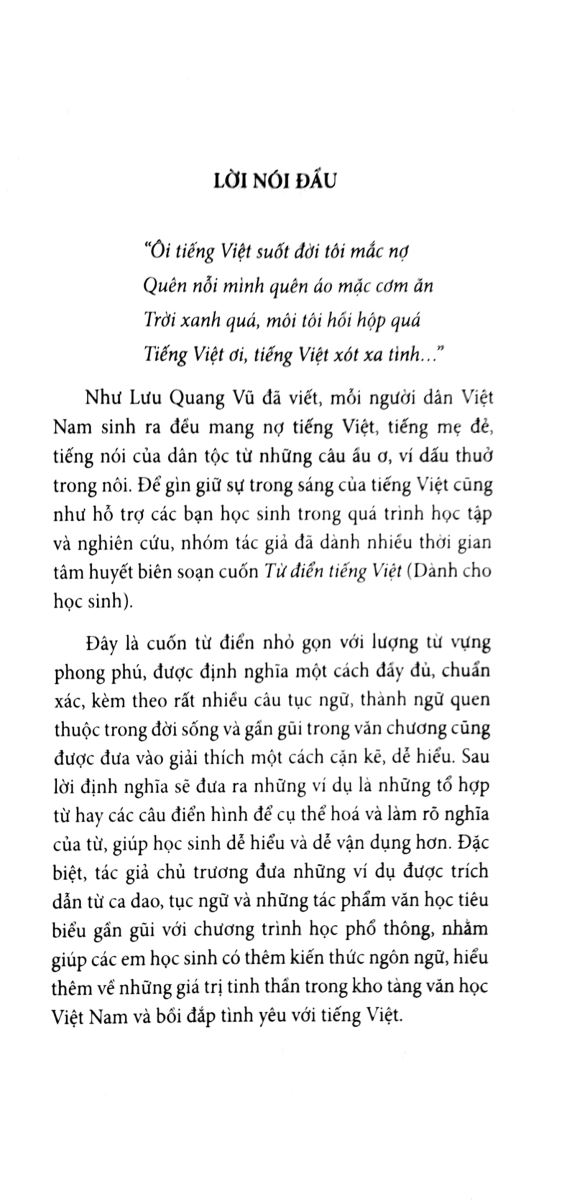 LỜI NÓI ĐẦU
“Ôi tiếng Việt suốt đời tôi mắc nợ
Quên nỗi mình quên áo mặc cơm ăn
Trời xanh quá, môi tôi hồi hộp quá
Tiếng Việt ơi, tiếng Việt xót xa tình…”
Như Lưu Quang Vũ đã viết, mỗi người dân Việt
Nam sinh ra đều mang nợ tiếng Việt, tiếng mẹ đẻ,
tiếng nói của dân tộc từ những câu ầu ơ, ví dầu thuở
trong nôi. Để gìn giữ sự trong sáng của tiếng Việt cũng
như hỗ trợ các bạn học sinh trong quá trình học tập
và nghiên cứu, nhóm tác giả đã dành nhiều thời gian
tâm huyết biên soạn cuốn Từ điển tiếng Việt (Dành cho
học sinh).
Đây là cuốn từ điển nhỏ gọn với lượng từ vựng
phong phú, được định nghĩa một cách đầy đủ, chuẩn
xác, kèm theo rất nhiều câu tục ngữ, thành ngữ quen
thuộc trong đời sống và gần gũi trong văn chương cũng
được đưa vào giải thích một cách cặn kẽ, dễ hiểu. Sau
lời định nghĩa sẽ đưa ra những ví dụ là những tổ hợp
từ hay các câu điển hình để cụ thể hoá và làm rõ nghĩa
của từ, giúp học sinh dễ hiểu và dễ vận dụng hơn. Đặc
biệt, tác giả chủ trương đưa những ví dụ được trích
dẫn từ ca dao, tục ngữ và những tác phẩm văn học tiêu
biểu gần gũi với chương trình học phổ thông, nhằm
giúp các em học sinh có thêm kiến thức ngôn ngữ, hiểu
thêm về những giá trị tinh thần trong kho tàng văn học
Việt Nam và bồi đắp tình yêu với tiếng Việt.